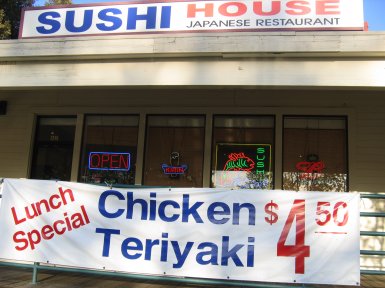 SUSHI HOUSE
JAPANESE RESTAURANT
OPEN
SUSHI
Lunch Special
Chicken Teriyaki
$4.50